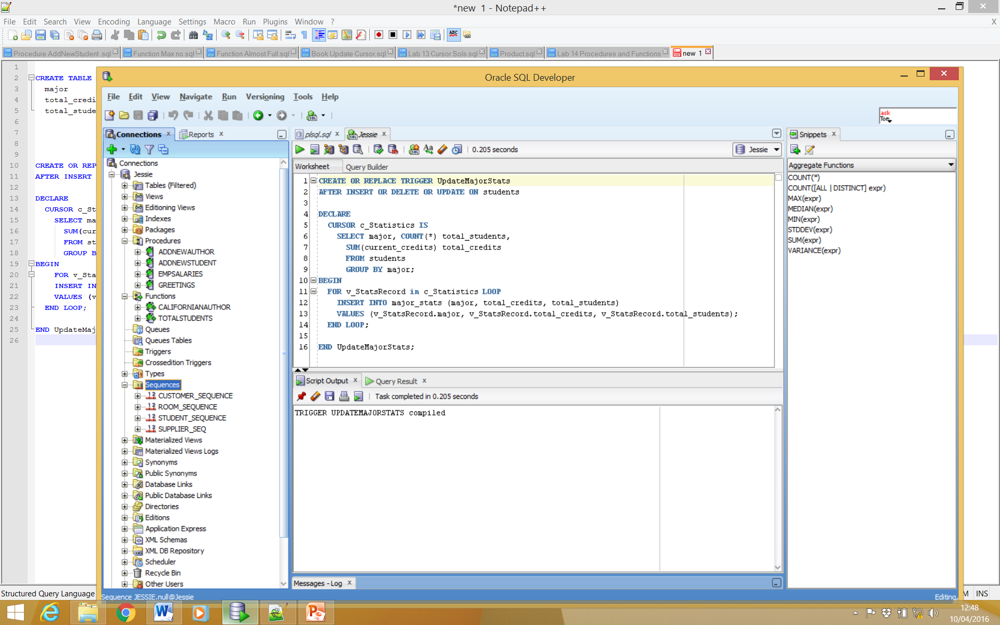 *new 1 - Notepad++
File Edit Search View Encoding Language Settings Macro Run Plugins Window ? X
Procedure AddNewStudent .sql Function Max no.sql Function Almost Full.sql Book Update Cursor.sql Lab 13 Cursor Sols.sql Product.sql Lab 14 Procedures and Functions new 1
1
2 CREATE TABLE
3 major
4 total_credi
5 total_stude
6
7
8
9
10 CREATE OR REP
11 AFTER INSERT
12
13 DECLARE
14 CURSOR c_St
15 SELECT ma
16 SUM(cur
17 FROM st
18 GROUP B
19 BEGIN
20 FOR v_Sta
21 INSERT IN
22 VALUES (v
23 END LOOP;
24
25 END UpdateMaj
26
Oracle SQL Developer
File Edit View Navigate Run Versioning Tools Help
ask
Tom
Connections Reports
Connections
Jessie
Tables (Filtered)
Views
Editioning Views
Indexes
Packages
Procedures
ADDNEWAUTHOR
ADDNEWSTUDENT
EMPSALARIES
GREETINGS
Functions
CALIFORNIANAUTHOR
TOTALSTUDENTS
Queues
Queues Tables
Triggers
Crossedition Triggers
Types
Sequences
CUSTOMER_SEQUENCE
ROOM_SEQUENCE
STUDENT_SEQUENCE
SUPPLIER_SEQ
Materialized Views
Materialized Views Logs
Synonyms
Public Synonyms
Database Links
Public Database Links
Directories
Editions
Application Express
XML Schemas
XML DB Repository
Scheduler
Recycle Bin
Other Users
plsql.sql Jessie
0.205 seconds Jessie
Worksheet Query Builder
1 CREATE OR REPLACE TRIGGER UpdateMajorStats
2 AFTER INSERT OR DELETE OR UPDATE ON students
3
4 DECLARE
5 CURSOR c_Statistics IS
6 SELECT major, COUNT(*) total_students,
7 SUM(current_credits) total_credits
8 FROM students
9 GROUP BY major;
10 BEGIN
11 FOR v_StatsRecord in c_Statistics LOOP
12 INSERT INTO major_stats (major, total_credits, total_students)
13 VALUES (v_StatsRecord.major, v_StatsRecord.total_credits, v_StatsRecord.total_students);
14 END LOOP;
15
16 END UpdateMajorStats;
Script Output Query Result
Task completed in 0.205 seconds
TRIGGER UPDATEMAJORSTATS compiled
Messages - Log
Snippets
Aggregate Functions
COUNT(*)
COUNT([ALL | DISTINCT] expr)
MAX(expr)
MEDIAN(expr)
MIN(expr)
STDDEV(expr)
SUM(expr)
VARIANCE(expr)
Sequence JESSIE.null@Jessie
Editing
Structured Query Language
M INS
12:48
10/04/2016